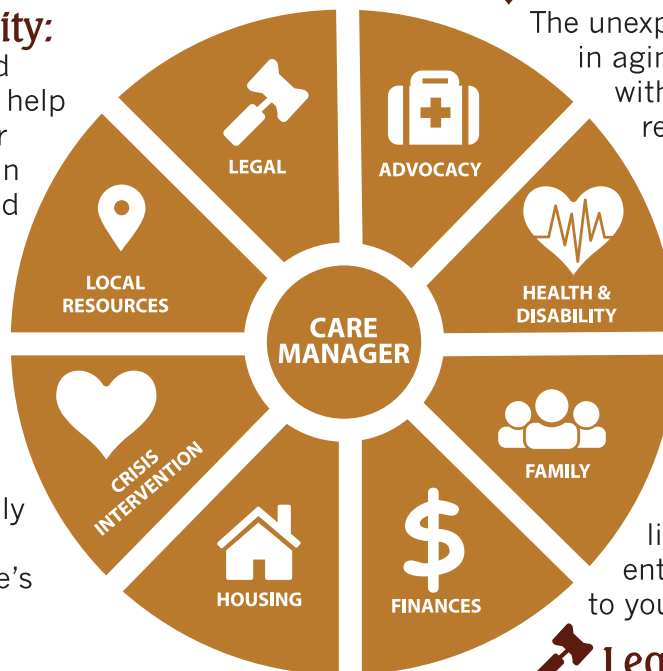 ity:
d
help
r
n
d
The unexp
in agin
with
re
LEGAL
ADVOCACY
LOCAL
RESOURCES
HEALTH &
DISABILITY
CARE
MANAGER
CRISIS
INTERVENTION
FAMILY
HOUSING
FINANCES
ly
e's
li
ent
to you
Leg